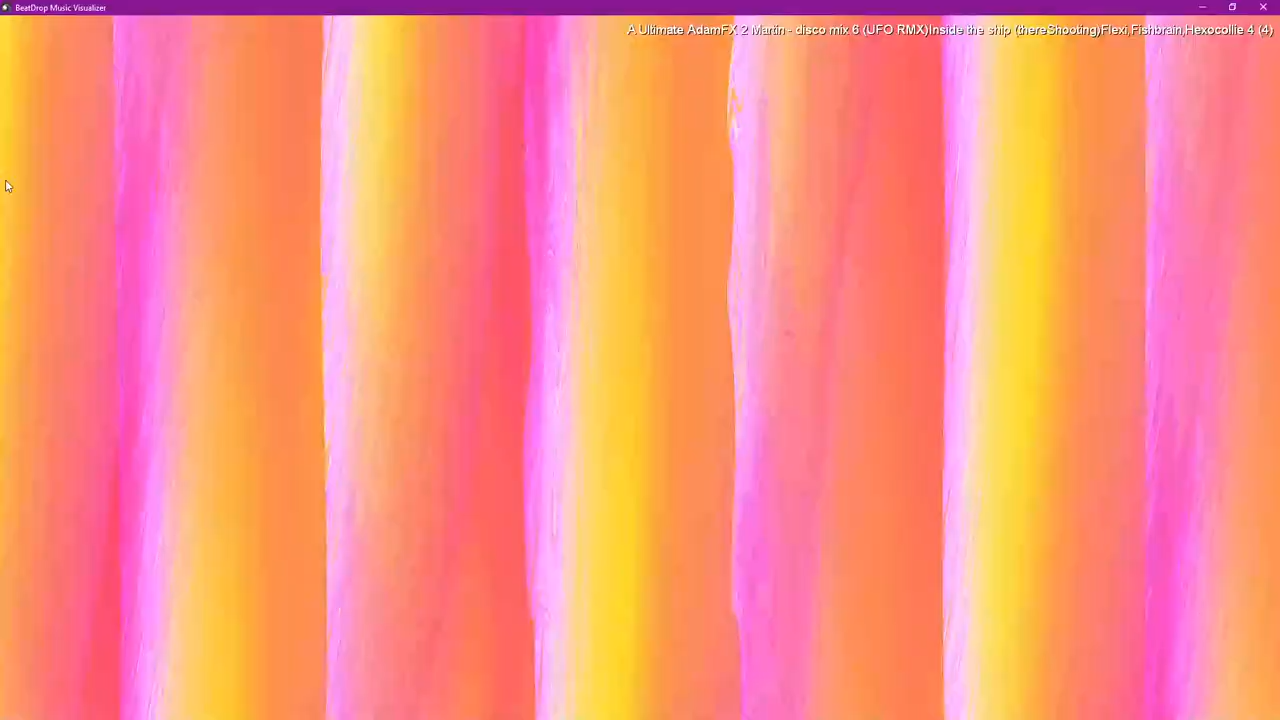 BeatDrop Music Visualizer
A Ultimate AdamFX 2 Martin - disco mix 6 (UFO RMX)Inside the ship (thereShooting)Flexi,Fishbrain,Hexocollie 4 (4)